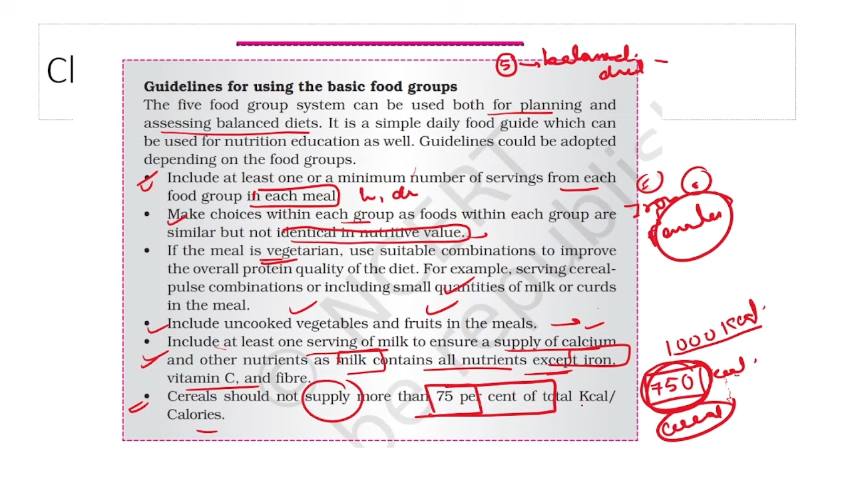 Cl
⑤ → balanced
diet –
Guidelines for using the basic food groups
The five food group system can be used both for planning and
assessing balanced diets. It is a simple daily food guide which can
be used for nutrition education as well. Guidelines could be adopted
depending on the food groups.
• Include at least one or a minimum number of servings from each
food group in each meal
• Make choices within each group as foods within each group are
similar but not identical in nutritive value.
• If the meal is vegetarian, use suitable combinations to improve
the overall protein quality of the diet. For example, serving cereal-
pulse combinations or including small quantities of milk or curds
in the meal.
• Include uncooked vegetables and fruits in the meals.
• Include at least one serving of milk to ensure a supply of calcium
and other nutrients as milk contains all nutrients except iron,
vitamin C, and fibre.
• Cereals should not supply more than 75 per cent of total Kcal/
Calories.
1000 Kcal.
750 Kcal.
cereal
© NCERT
be republis